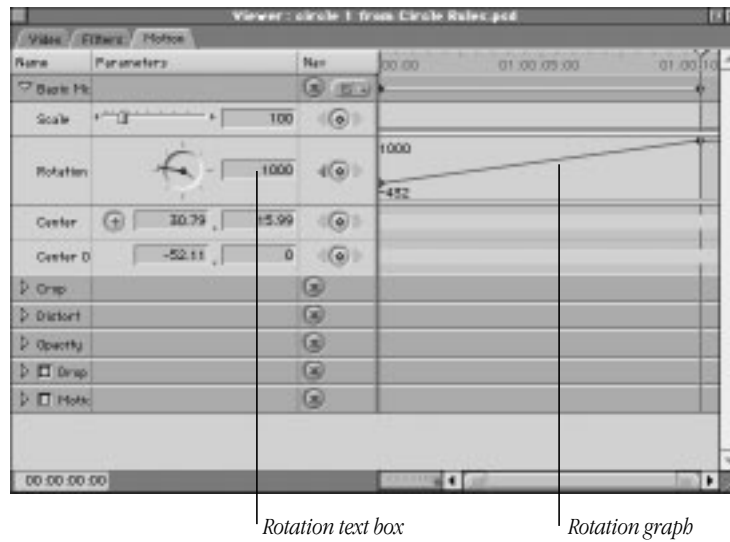 Viewer : circle 1 from Circle Rules.psd
Video Filters Motion
Name Parameters Nav 00:00 01:00:05:00 01:00:10
Basic Mo
Scale 100
Rotation 1000 1000
-452
Center 30.79 , 15.99
Center O -52.11 , 0
Crop
Distort
Opacity
Drop
Motio
00:00:00:00
Rotation text box Rotation graph